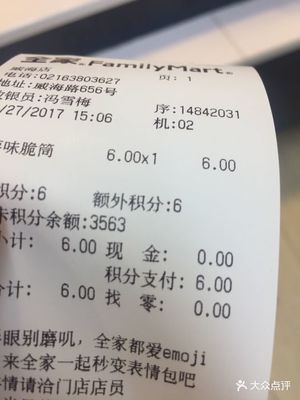 全家®FamilyMart®
威海店
电话:02163803627 页: 1
地址:威海路656号
收银员:冯雪梅 序:14842031
/27/2017 15:06 机:02
味脆筒 6.00x1 6.00
积分:6 额外积分:6
积分余额:3563
小计: 6.00 现 金: 0.00
积分支付: 6.00
计: 6.00 找 零: 0.00
眼别磨叽，全家都爱emoji
来全家一起秒变表情包吧
情请洽门店店员
大众点评